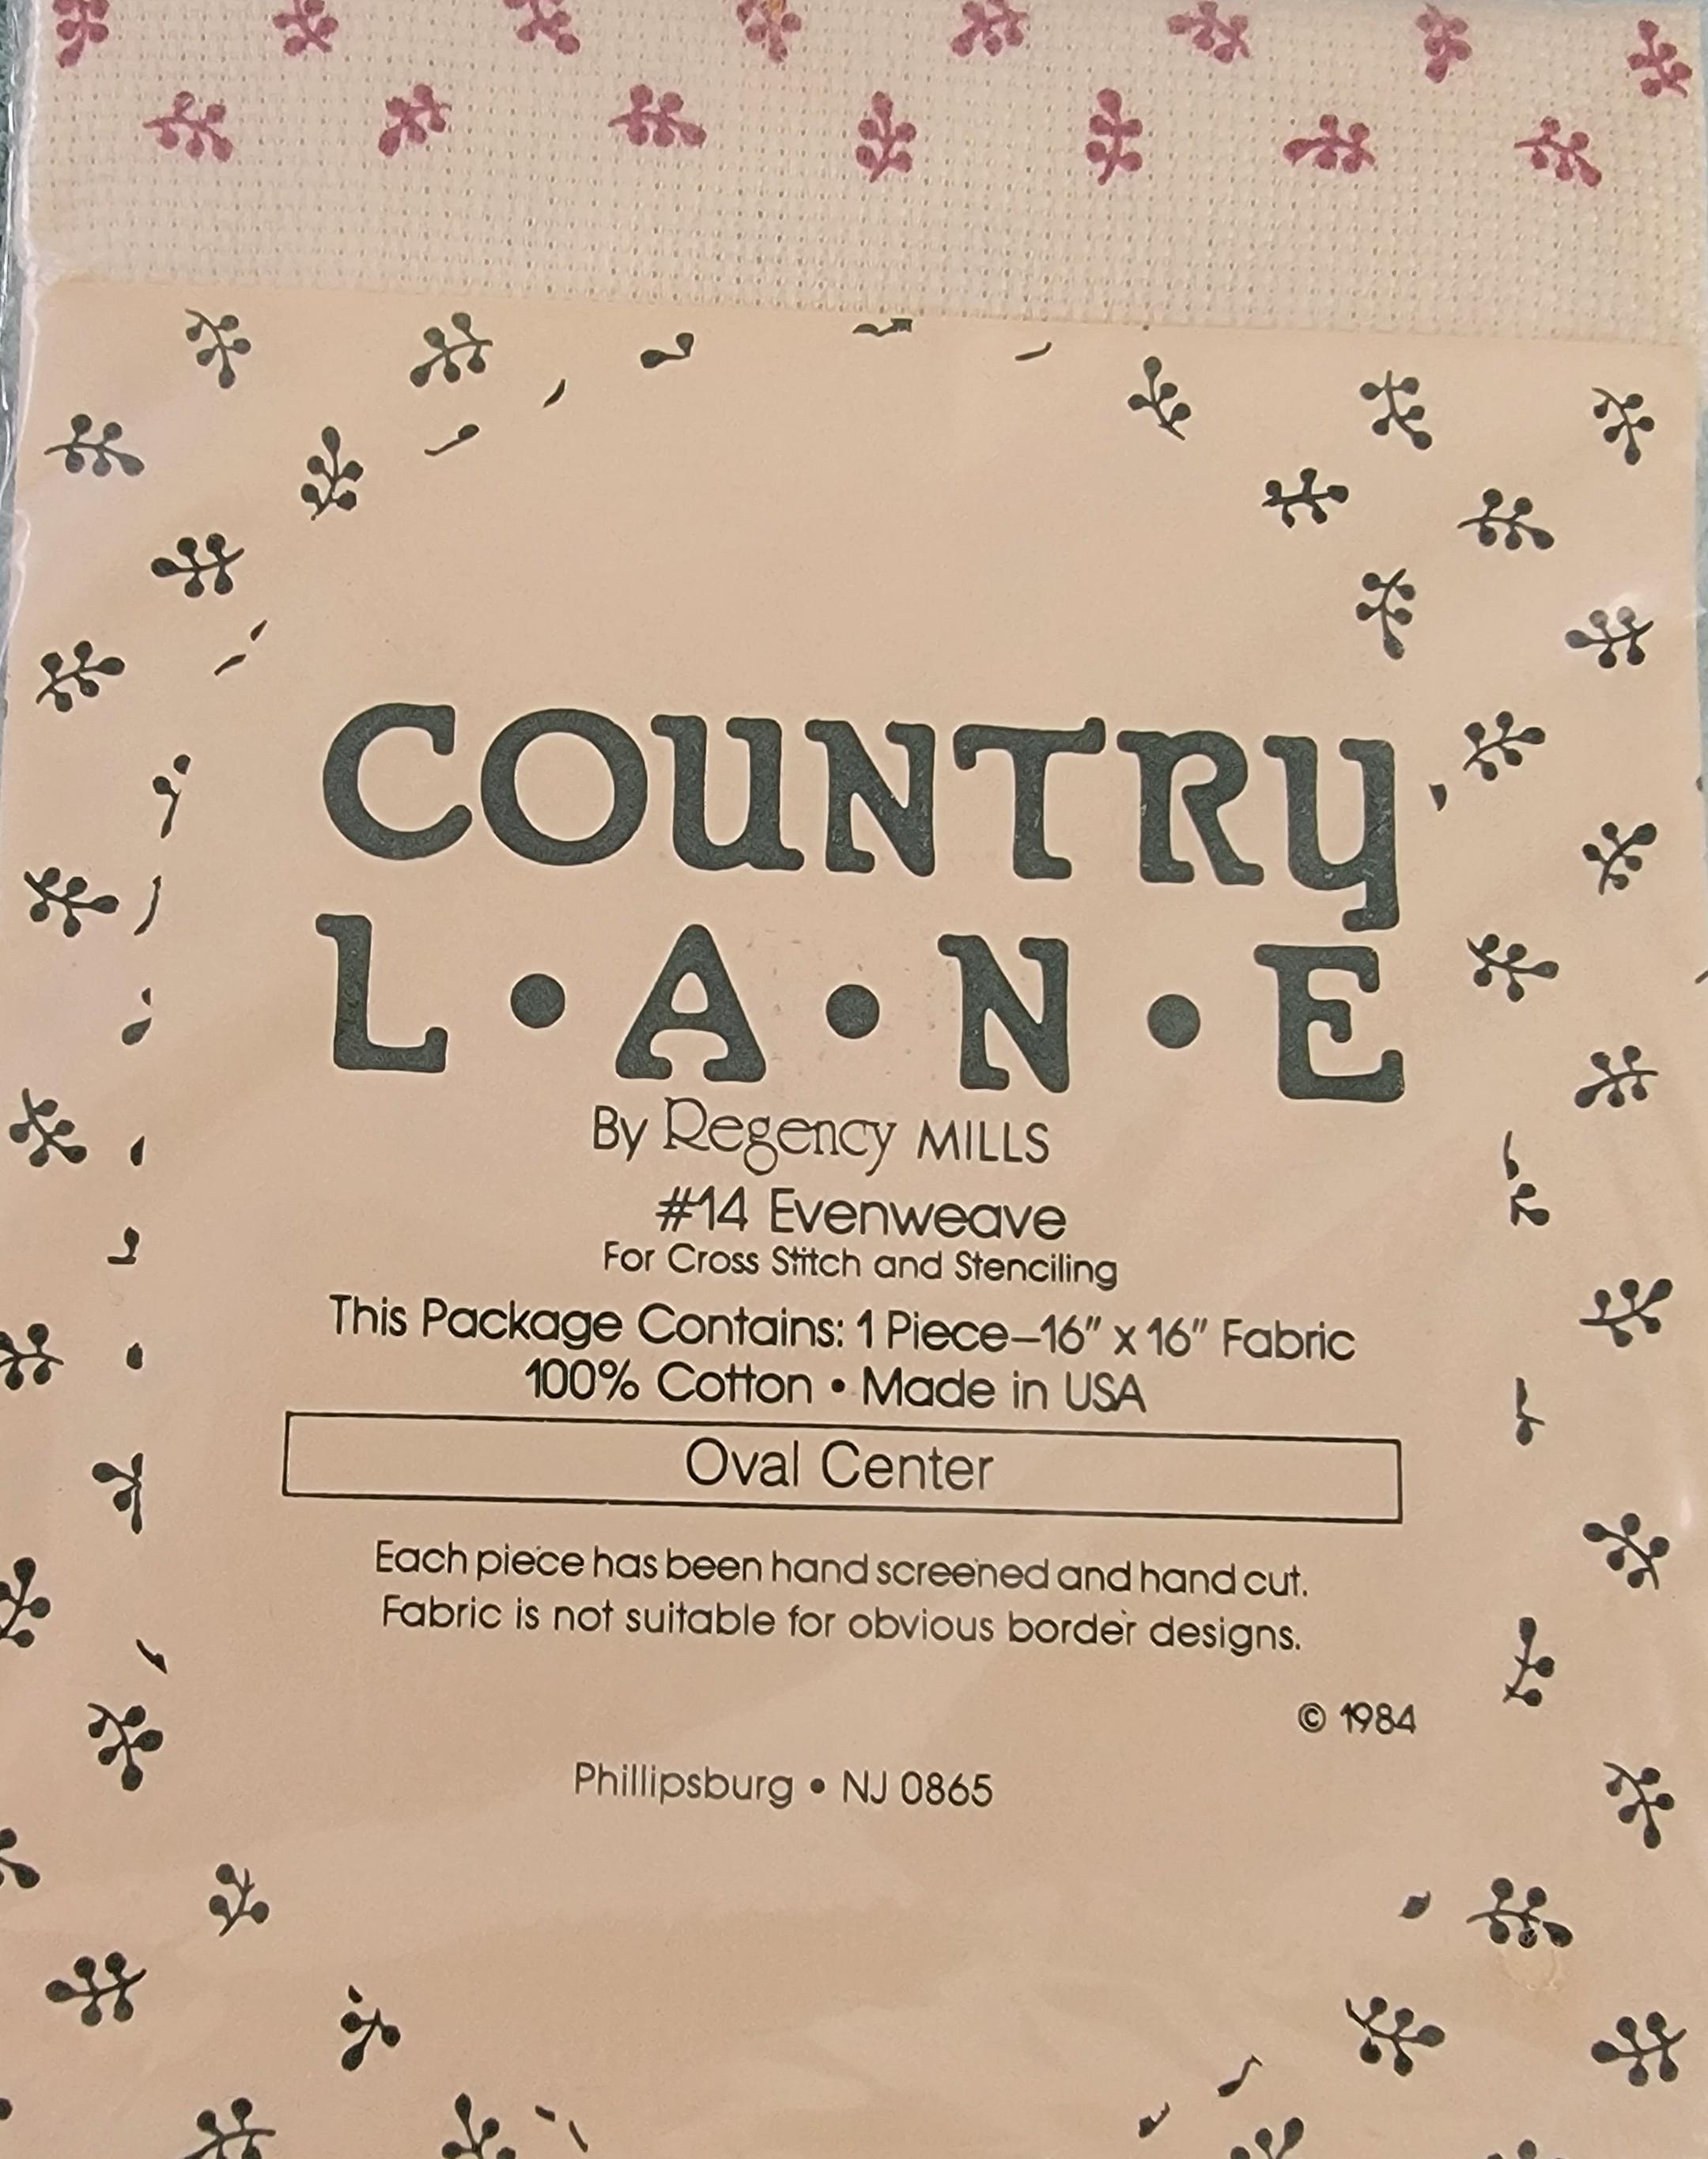 COUNTRY
L•A•N•E
By Regency MILLS
#14 Evenweave
For Cross Stitch and Stenciling
This Package Contains: 1 Piece–16" x 16" Fabric
100% Cotton • Made in USA
Oval Center
Each piece has been hand screened and hand cut.
Fabric is not suitable for obvious border designs.
© 1984
Phillipsburg • NJ 0865